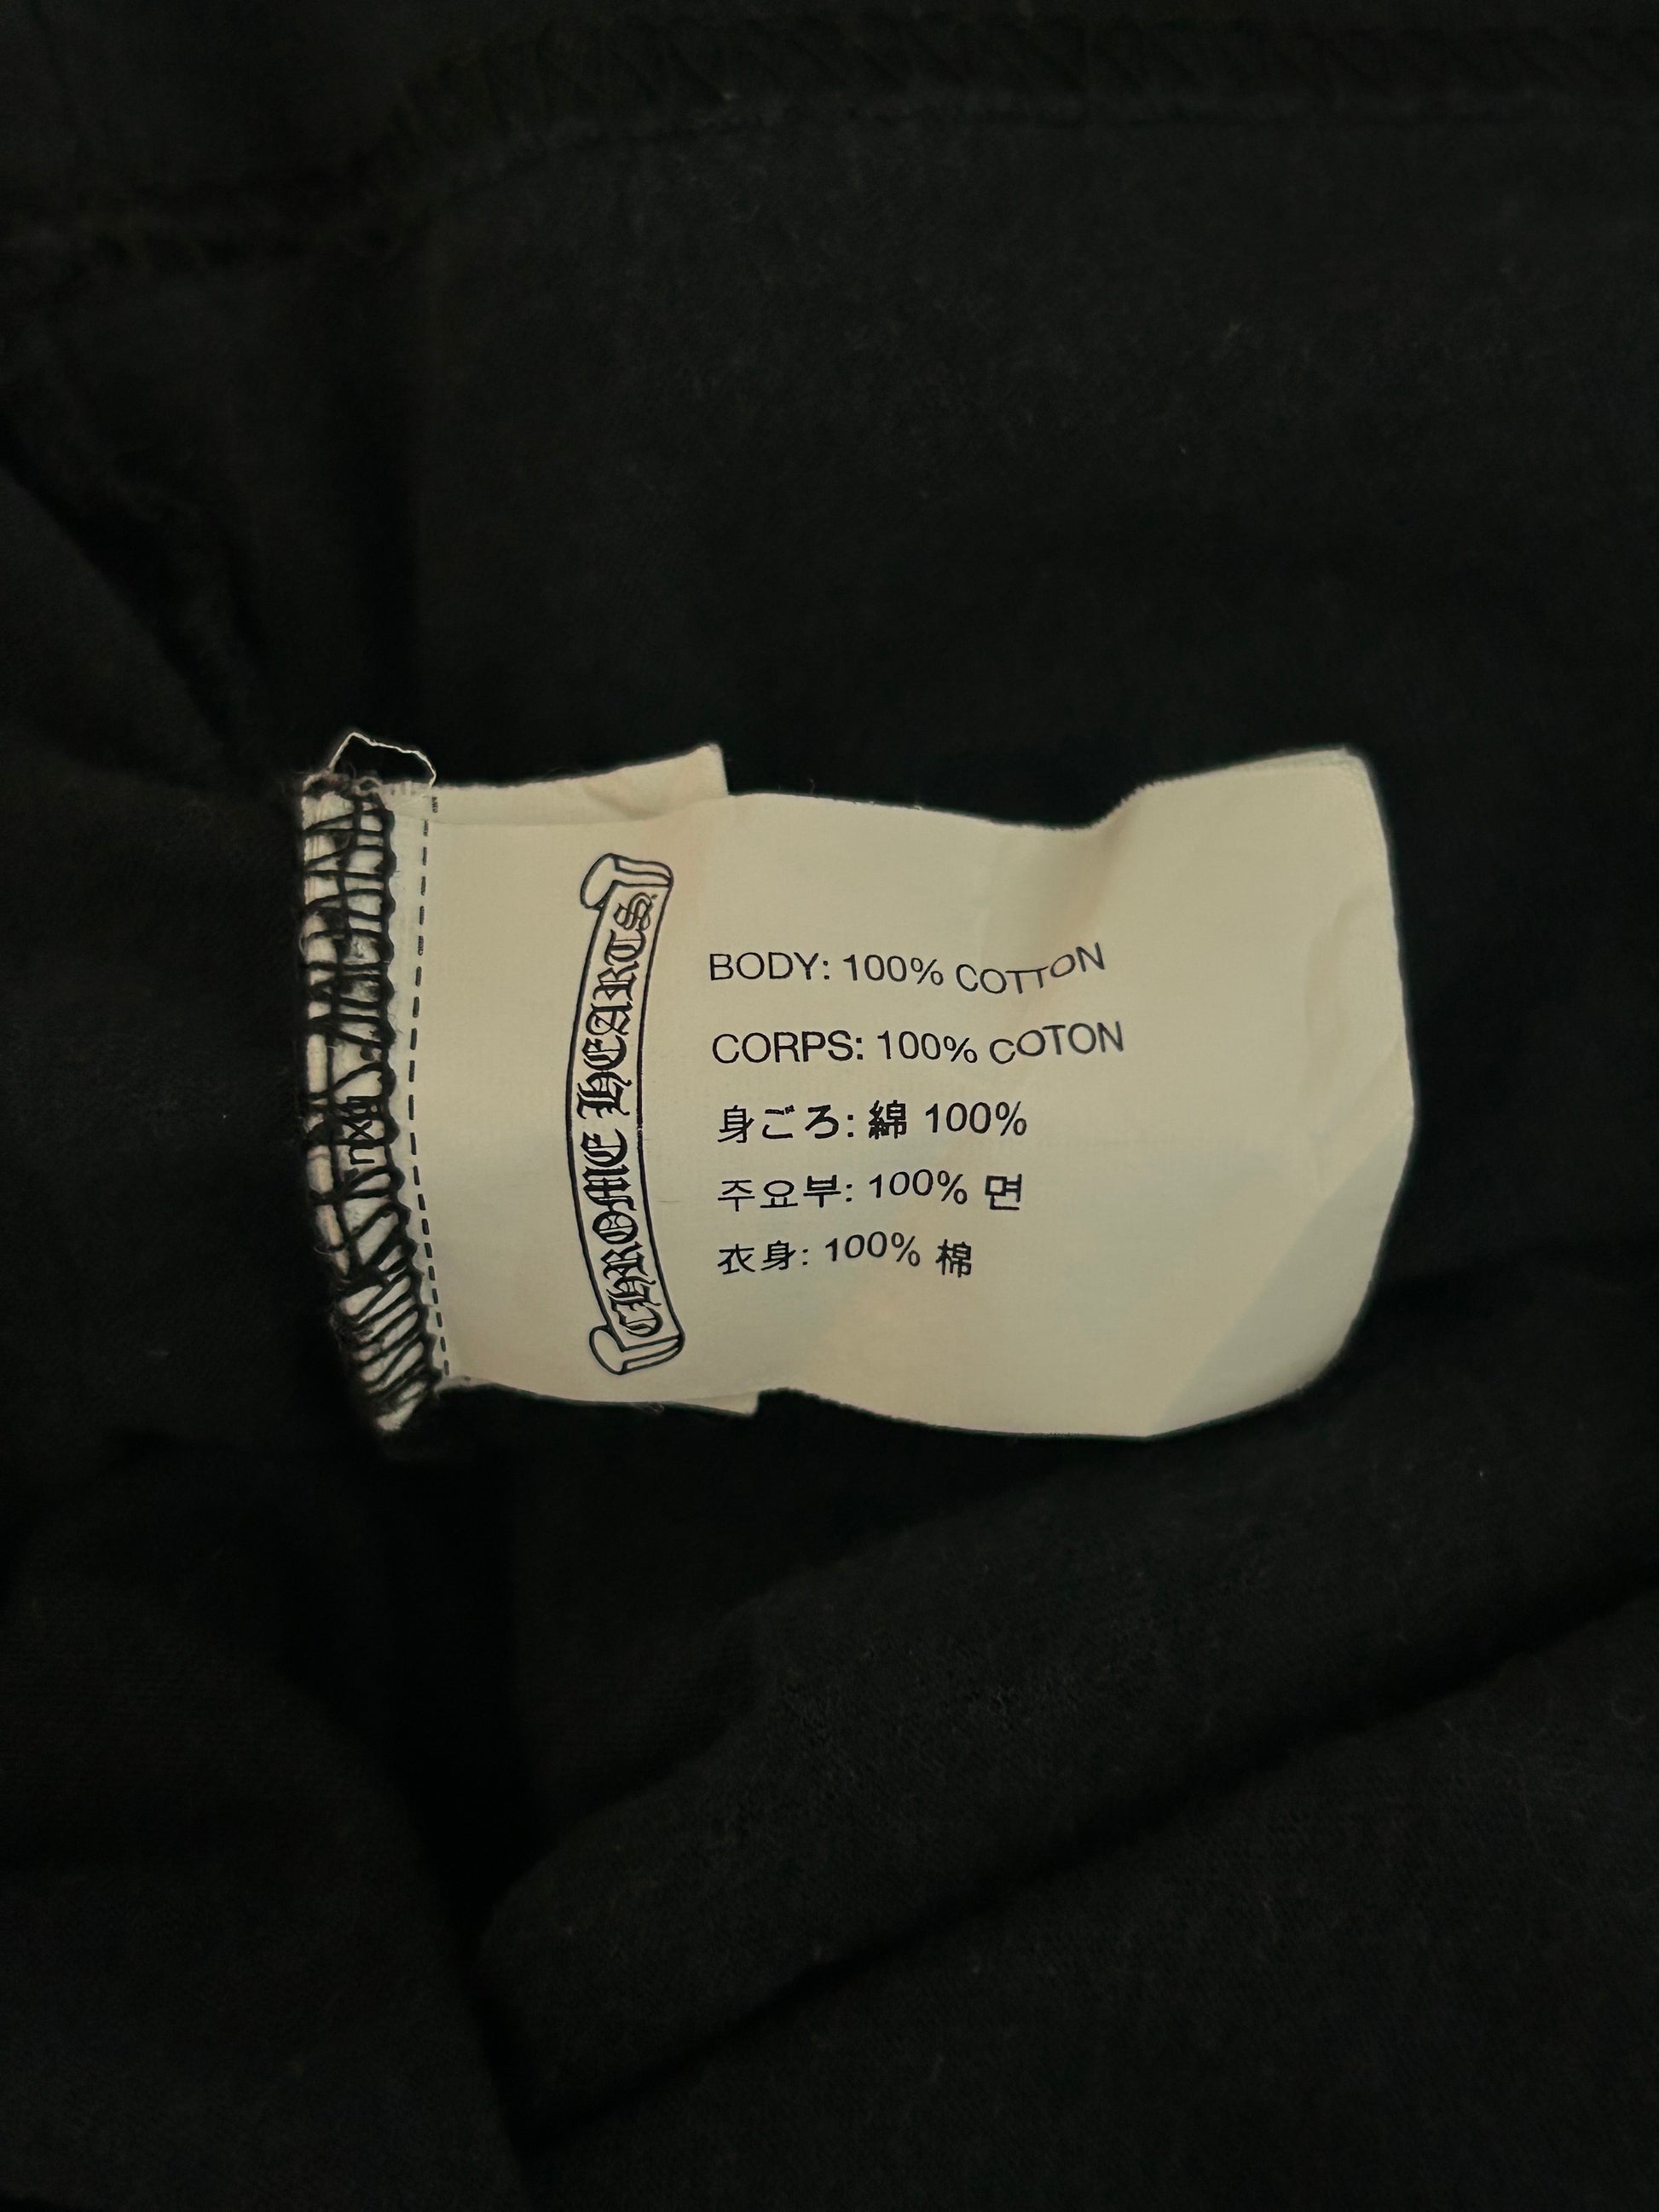 CHROME HEARTS
BODY: 100% COTTON
CORPS: 100% COTON
身ごろ: 綿 100%
주요부: 100% 면
衣身: 100% 棉